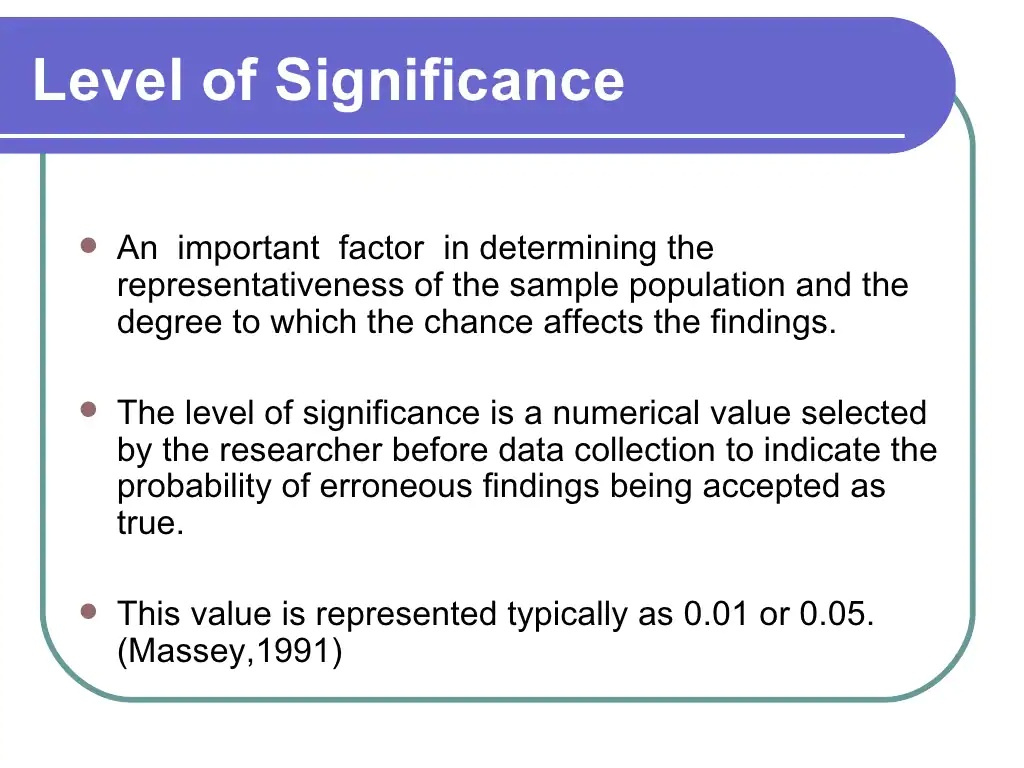 Level of Significance
An important factor in determining the
representativeness of the sample population and the
degree to which the chance affects the findings.
The level of significance is a numerical value selected
by the researcher before data collection to indicate the
probability of erroneous findings being accepted as
true.
This value is represented typically as 0.01 or 0.05.
(Massey,1991)